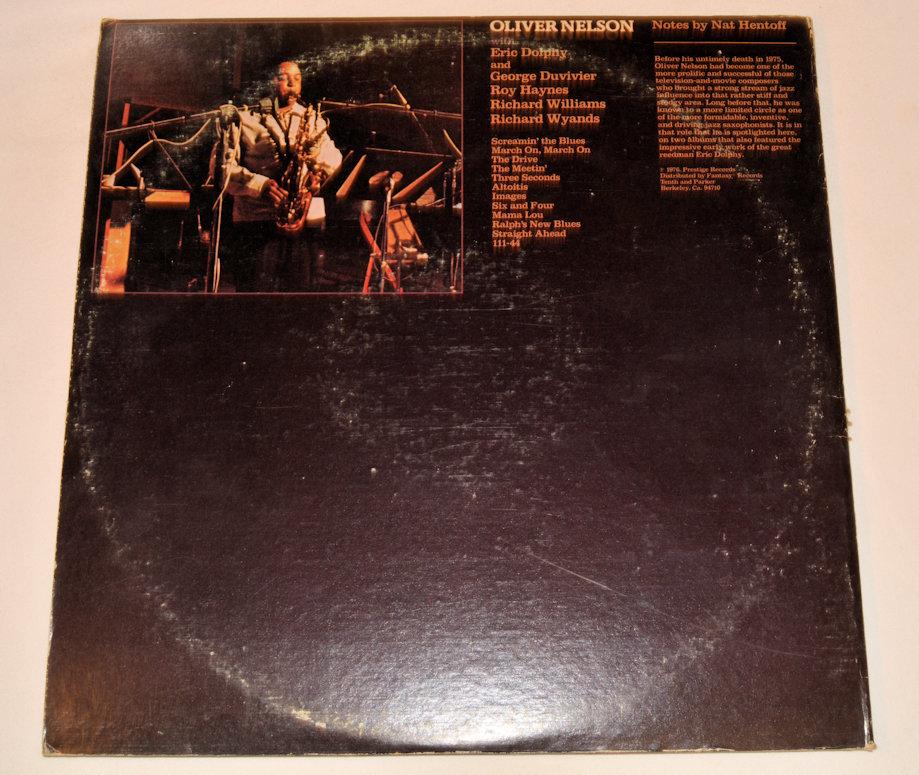 OLIVER NELSON
with
Eric Dolphy
and
George Duvivier
Roy Haynes
Richard Williams
Richard Wyands
Screamin' the Blues
March On, March On
The Drive
The Meetin'
Three Seconds
Altoitis
Images
Six and Four
Mama Lou
Ralph's New Blues
Straight Ahead
111-44
Notes by Nat Hentoff
Before his untimely death in 1975,
Oliver Nelson had become one of the
more prolific and successful of those
television-and-movie composers
who brought a strong stream of jazz
influence into that rather stiff and
stodgy area. Long before that, he was
known to a more limited circle as one
of the more formidable, inventive,
and driving jazz saxophonists. It is in
that role that he is spotlighted here,
on two albums that also featured the
impressive early work of the great
reedman Eric Dolphy.
1976, Prestige Records
Distributed by Fantasy Records
Tenth and Parker
Berkeley, Ca. 94710